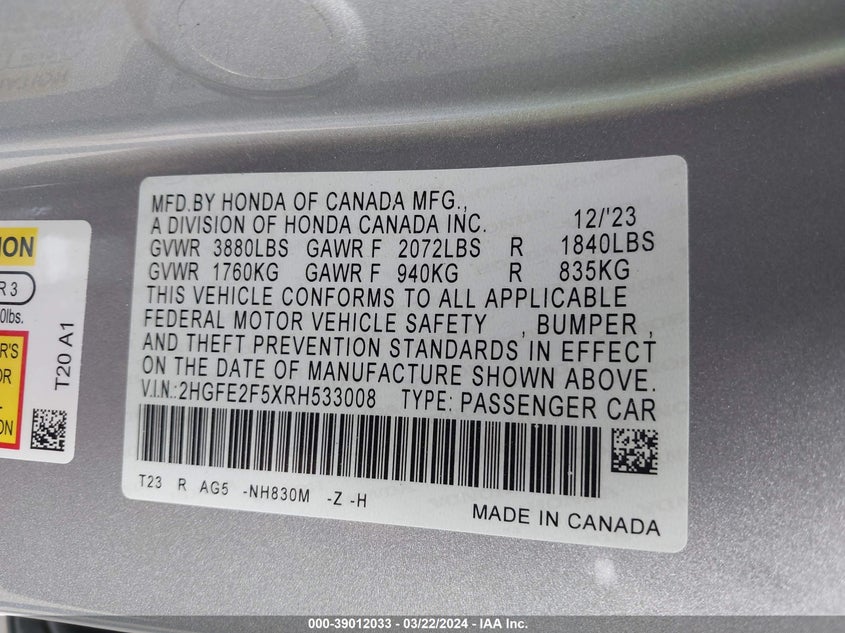 MFD.BY HONDA OF CANADA MFG.,
A DIVISION OF HONDA CANADA INC. 12/'23
GVWR 3880LBS GAWR F 2072LBS R 1840LBS
GVWR 1760KG GAWR F 940KG R 835KG
THIS VEHICLE CONFORMS TO ALL APPLICABLE
FEDERAL MOTOR VEHICLE SAFETY , BUMPER ,
AND THEFT PREVENTION STANDARDS IN EFFECT
ON THE DATE OF MANUFACTURE SHOWN ABOVE.
V.I.N.:2HGFE2F5XRH533008 TYPE: PASSENGER CAR
T23 R AG5 -NH830M -Z -H
MADE IN CANADA
R 3
T20 A1
000-39012033 - 03/22/2024 - IAA Inc.